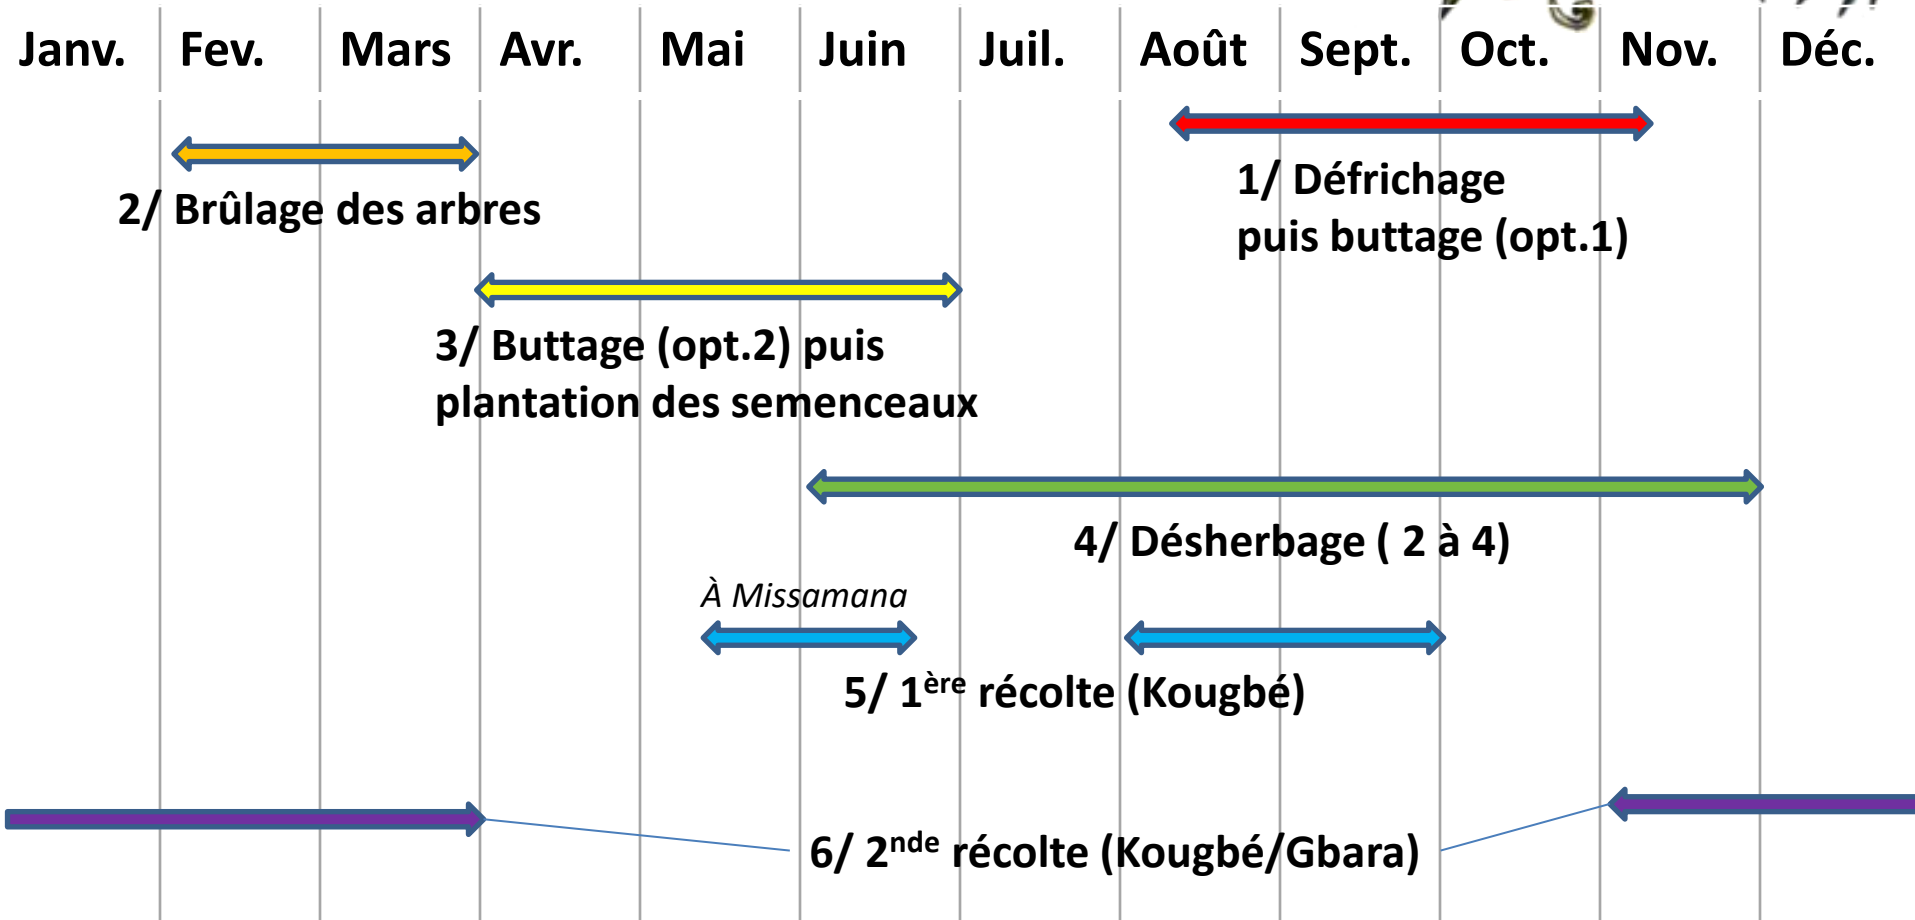 Janv. Fev. Mars Avr. Mai Juin Juil. Août Sept. Oct. Nov. Déc.
2/ Brûlage des arbres
1/ Défrichage
puis buttage (opt.1)
3/ Buttage (opt.2) puis
plantation des semenceaux
4/ Désherbage ( 2 à 4)
À Missamana
5/ 1ère récolte (Kougbé)
6/ 2nde récolte (Kougbé/Gbara)